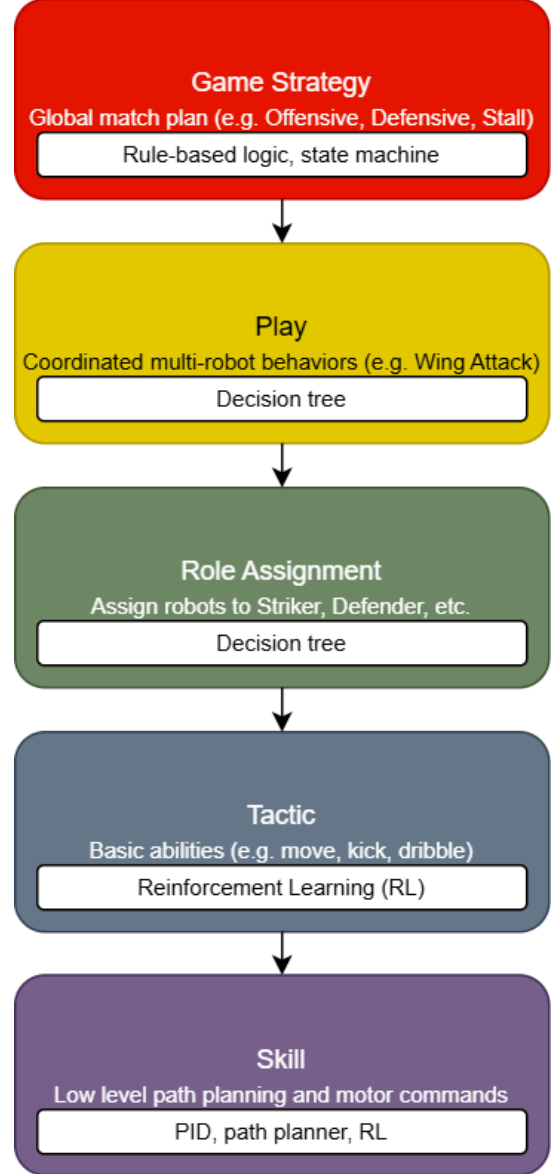 Game Strategy
Global match plan (e.g. Offensive, Defensive, Stall)
Rule-based logic, state machine
Play
Coordinated multi-robot behaviors (e.g. Wing Attack)
Decision tree
Role Assignment
Assign robots to Striker, Defender, etc.
Decision tree
Tactic
Basic abilities (e.g. move, kick, dribble)
Reinforcement Learning (RL)
Skill
Low level path planning and motor commands
PID, path planner, RL